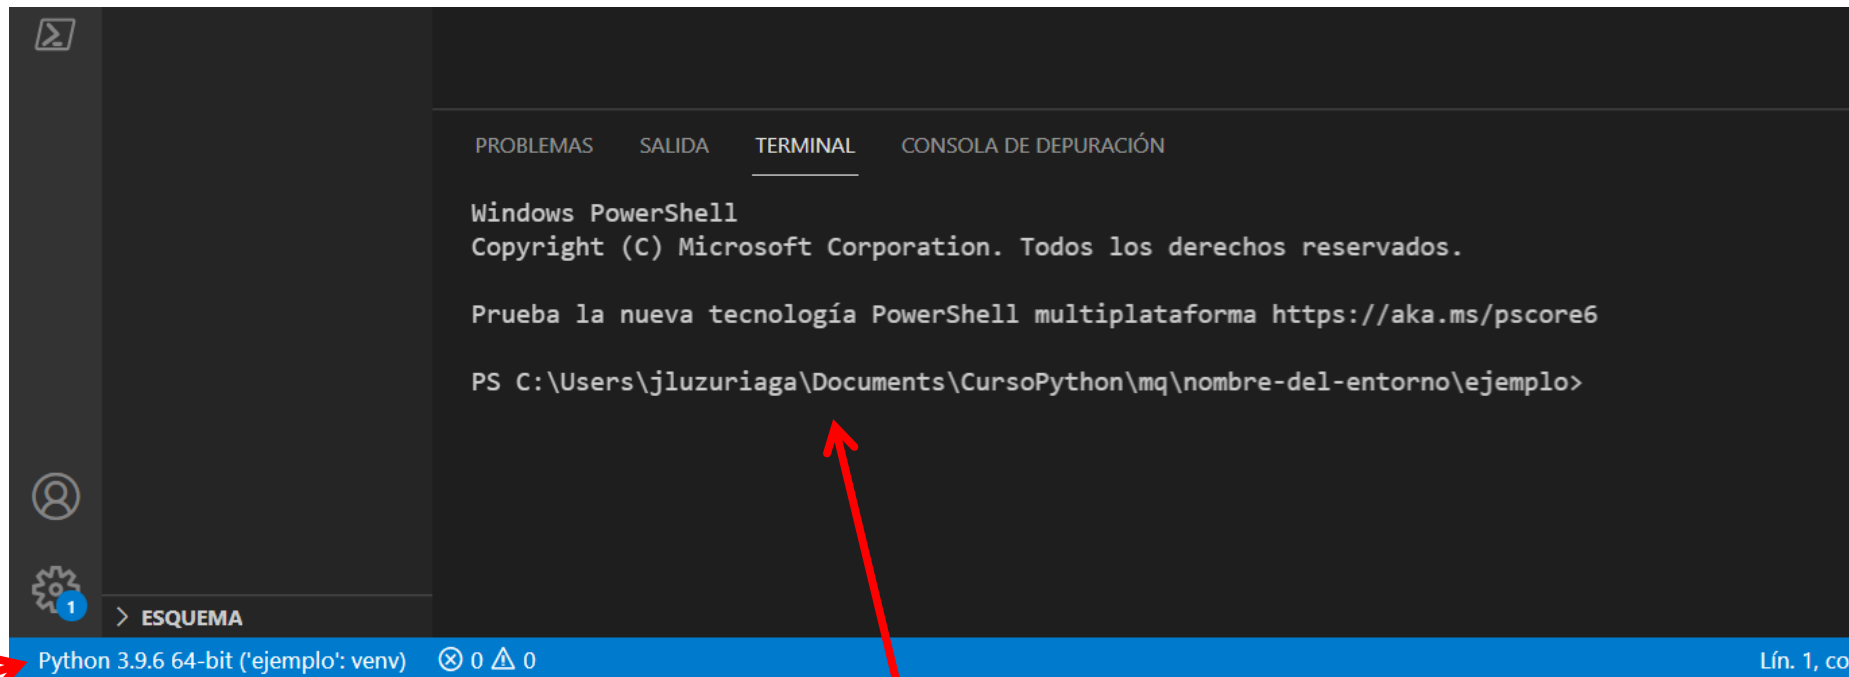 PROBLEMAS SALIDA TERMINAL CONSOLA DE DEPURACIÓN
Windows PowerShell
Copyright (C) Microsoft Corporation. Todos los derechos reservados.
Prueba la nueva tecnología PowerShell multiplataforma https://aka.ms/pscore6
PS C:\Users\jluzuriaga\Documents\CursoPython\mq\nombre-del-entorno\ejemplo>
1
> ESQUEMA
Python 3.9.6 64-bit ('ejemplo': venv) 0 0 Lín. 1, co